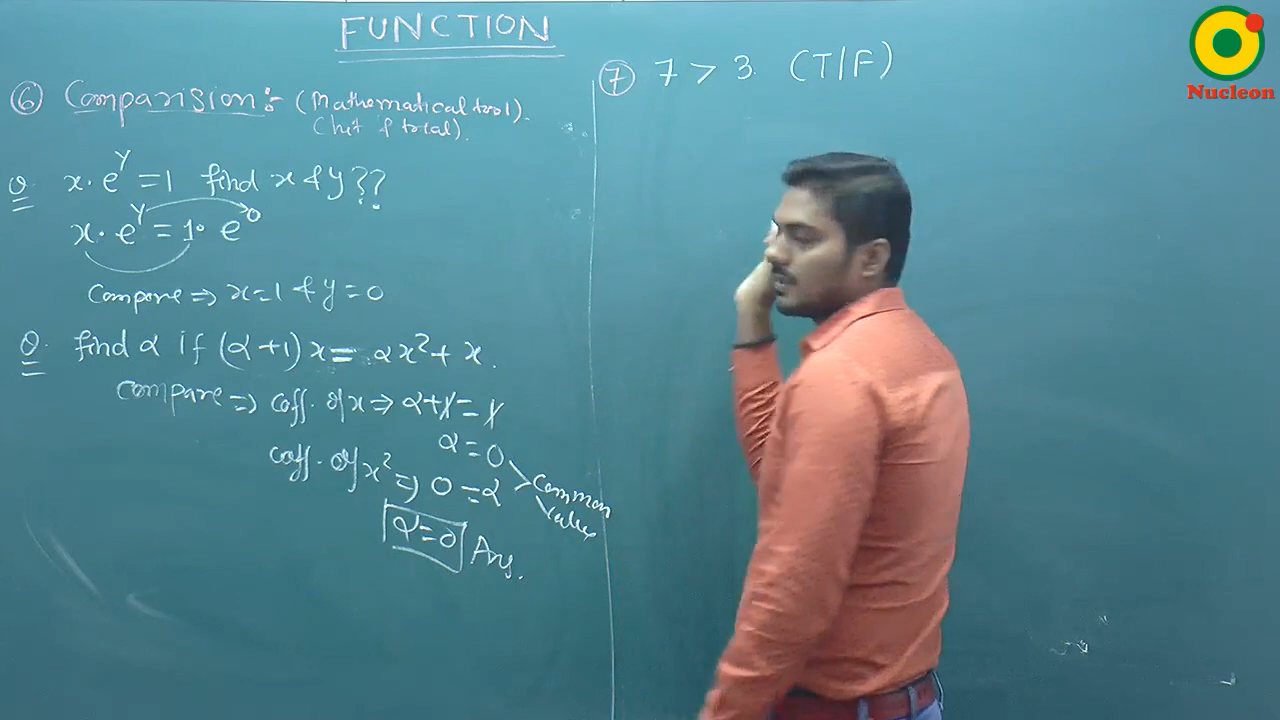 FUNCTION
⑥ Comparision:- (Mathematical tool).
(hit & trial).
Q. x·e^y = 1 find x & y??
x·e^y = 1· e^0
Compare ⇒ x=1 & y=0
Q. find α if (α+1)x = αx²+x.
Compare ⇒ coff. of x ⇒ α+1=1
α=0
coff. of x² ⇒ 0=α
Common
α=0 Ans.
⑦ 7 > 3 (T/F)
Nucleon